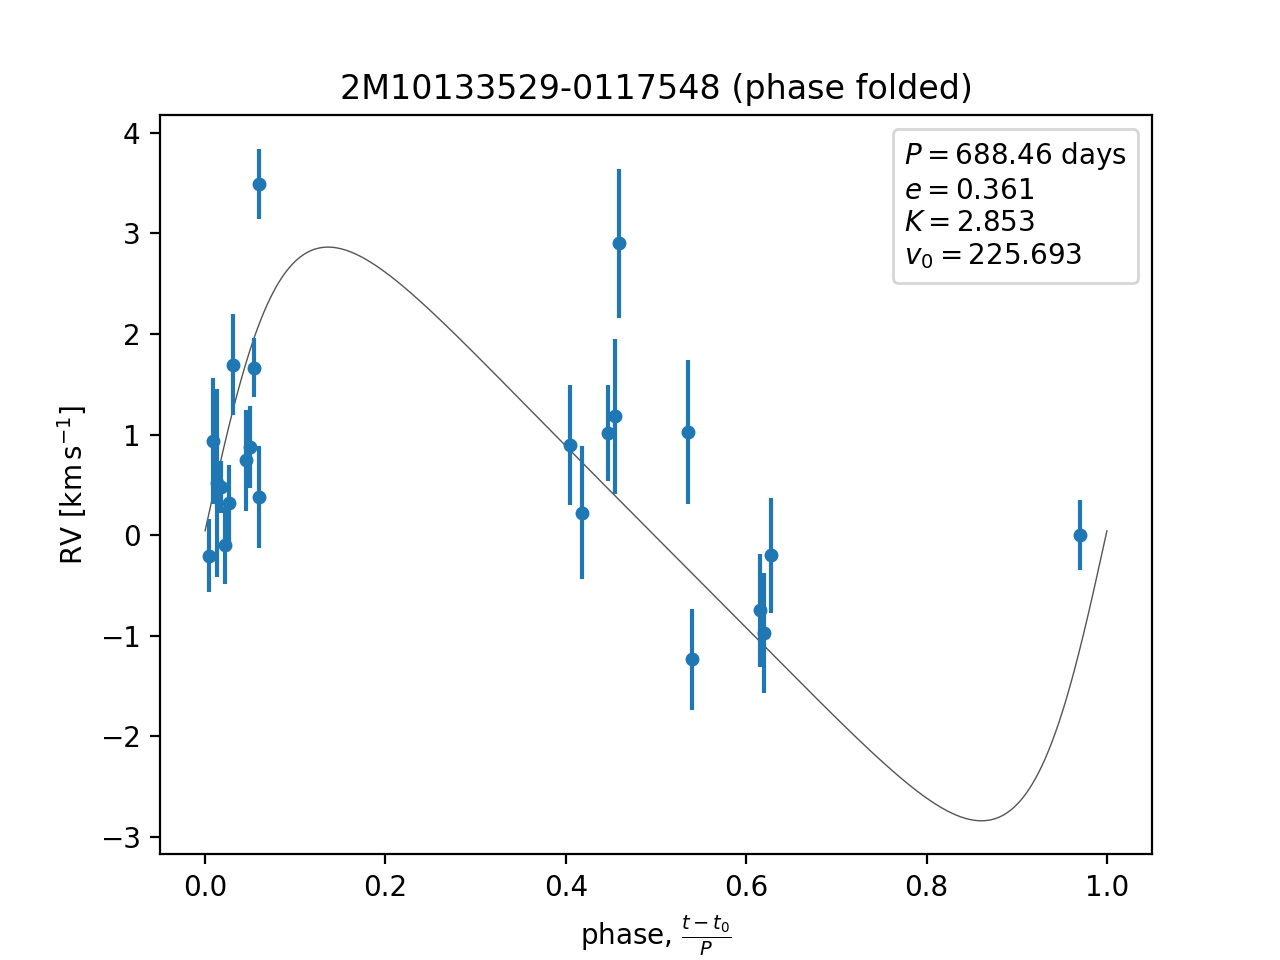 2M10133529-0117548 (phase folded)
P = 688.46 days
e = 0.361
K = 2.853
v₀ = 225.693
RV [km s⁻¹]
4
3
2
1
0
−1
−2
−3
0.0 0.2 0.4 0.6 0.8 1.0
phase, (t − t₀)/P